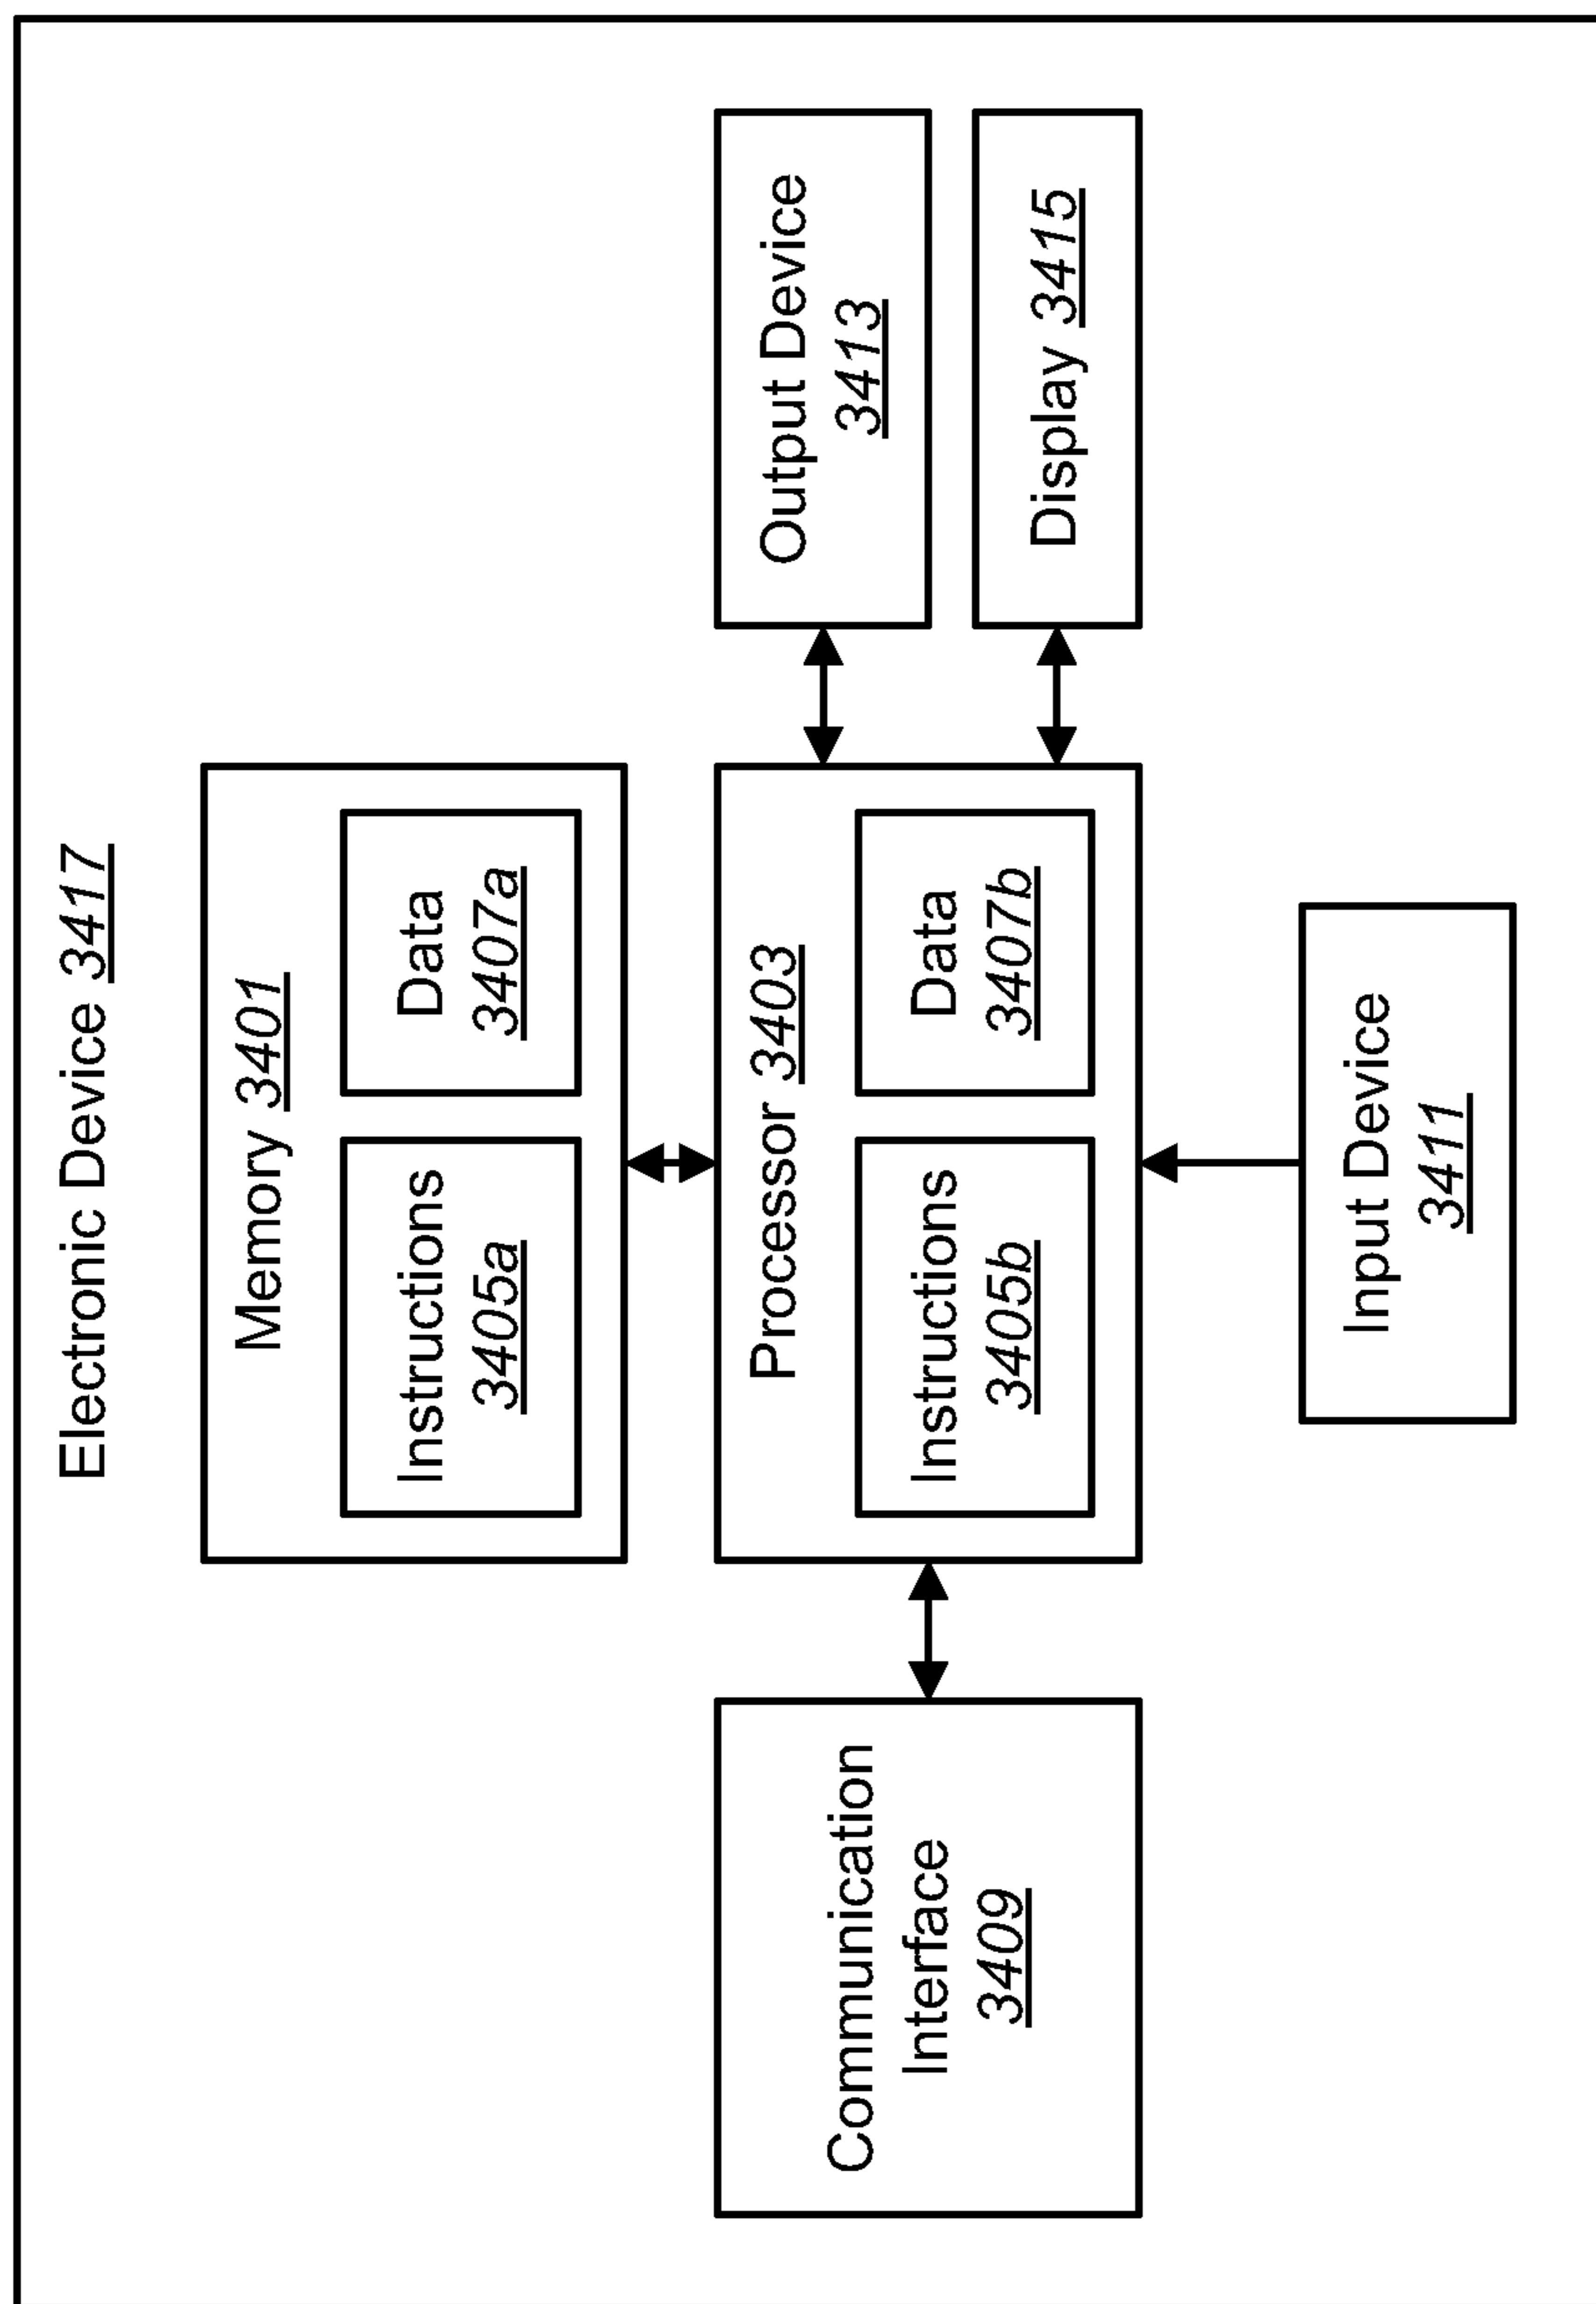 Electronic Device 3417
Memory 3401
Instructions
3405a
Data
3407a
Communication
Interface
3409
Processor 3403
Instructions
3405b
Data
3407b
Output Device
3413
Display 3415
Input Device
3411